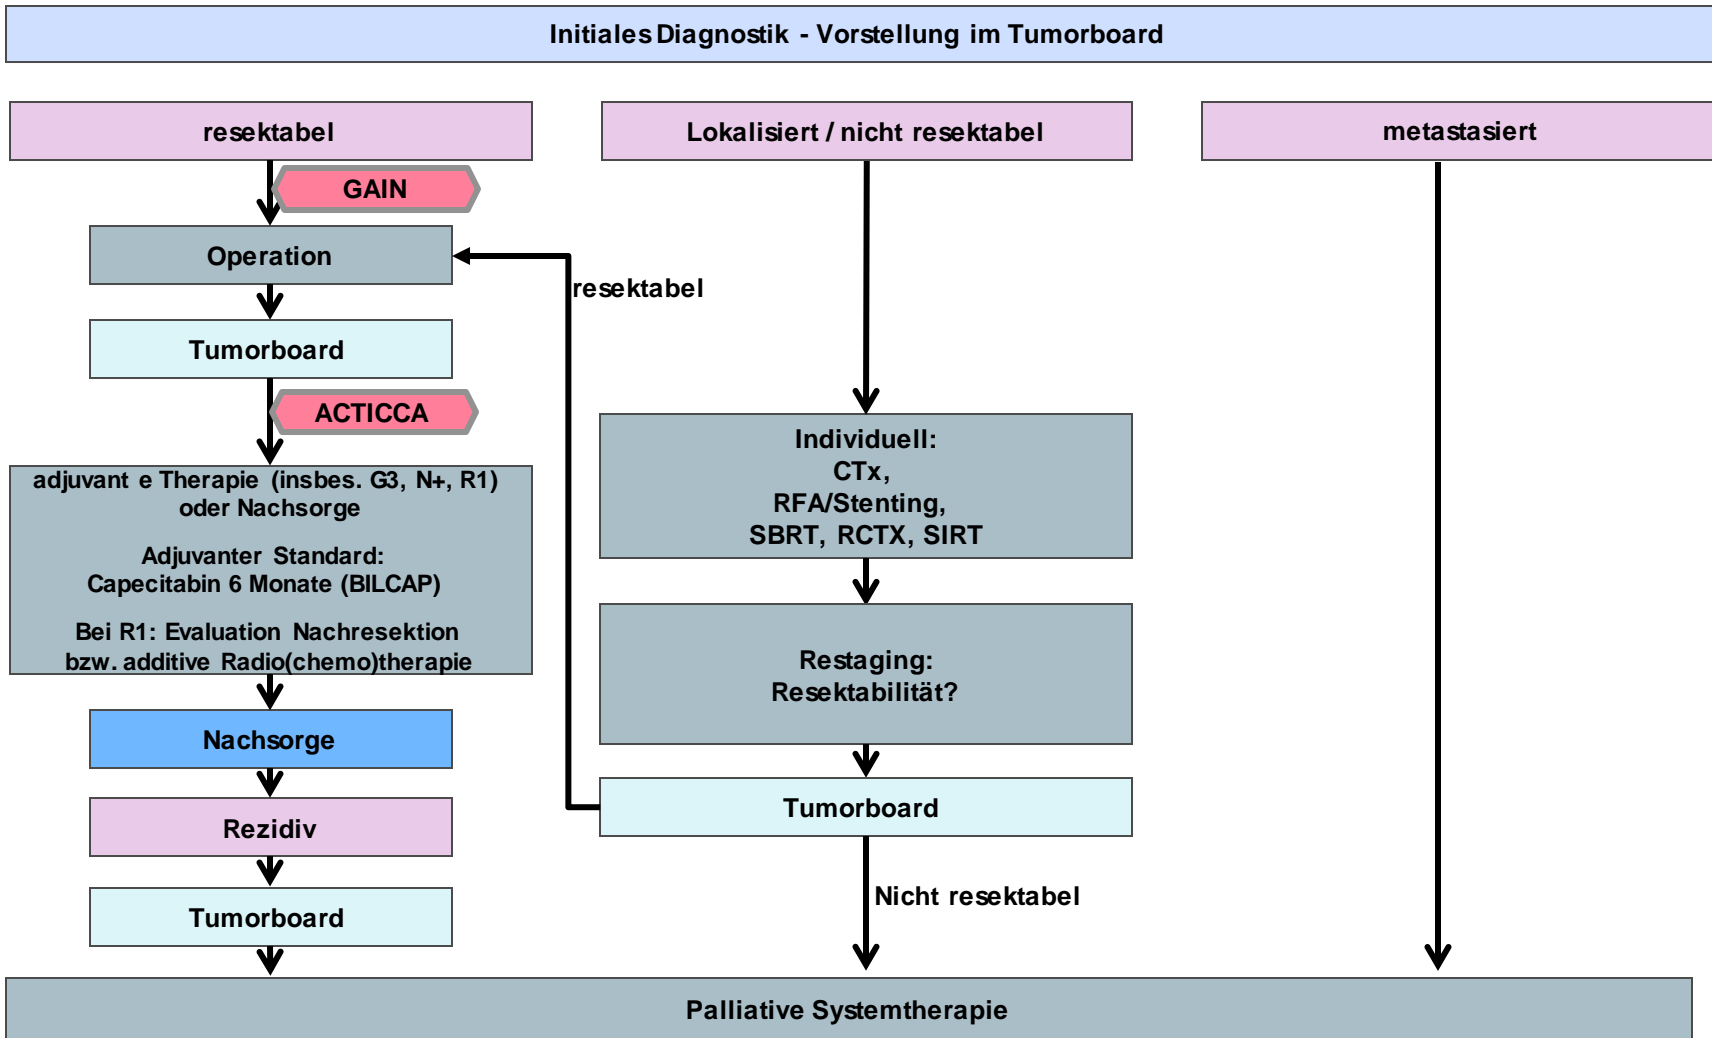 Initiales Diagnostik - Vorstellung im Tumorboard
resektabel
GAIN
Operation
Tumorboard
ACTICCA
adjuvant e Therapie (insbes. G3, N+, R1)
oder Nachsorge
Adjuvanter Standard:
Capecitabin 6 Monate (BILCAP)
Bei R1: Evaluation Nachresektion
bzw. additive Radio(chemo)therapie
Nachsorge
Rezidiv
Tumorboard
Lokalisiert / nicht resektabel
resektabel
Individuell:
CTx,
RFA/Stenting,
SBRT, RCTX, SIRT
Restaging:
Resektabilität?
Tumorboard
Nicht resektabel
metastasiert
Palliative Systemtherapie